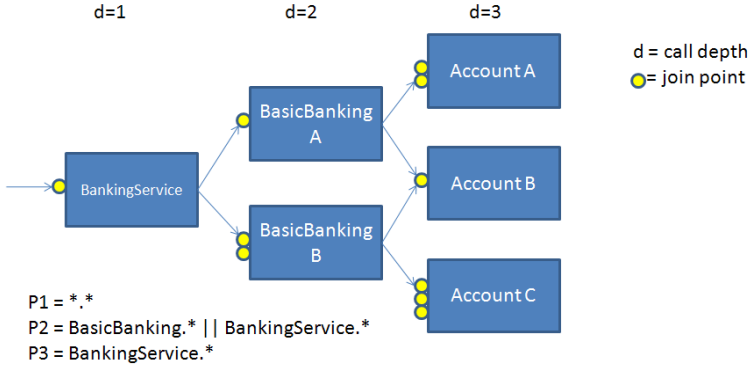 d=1
d=2
d=3
d = call depth
= join point
BankingService
BasicBanking
A
BasicBanking
B
Account A
Account B
Account C
P1 = *.*
P2 = BasicBanking.* || BankingService.*
P3 = BankingService.*